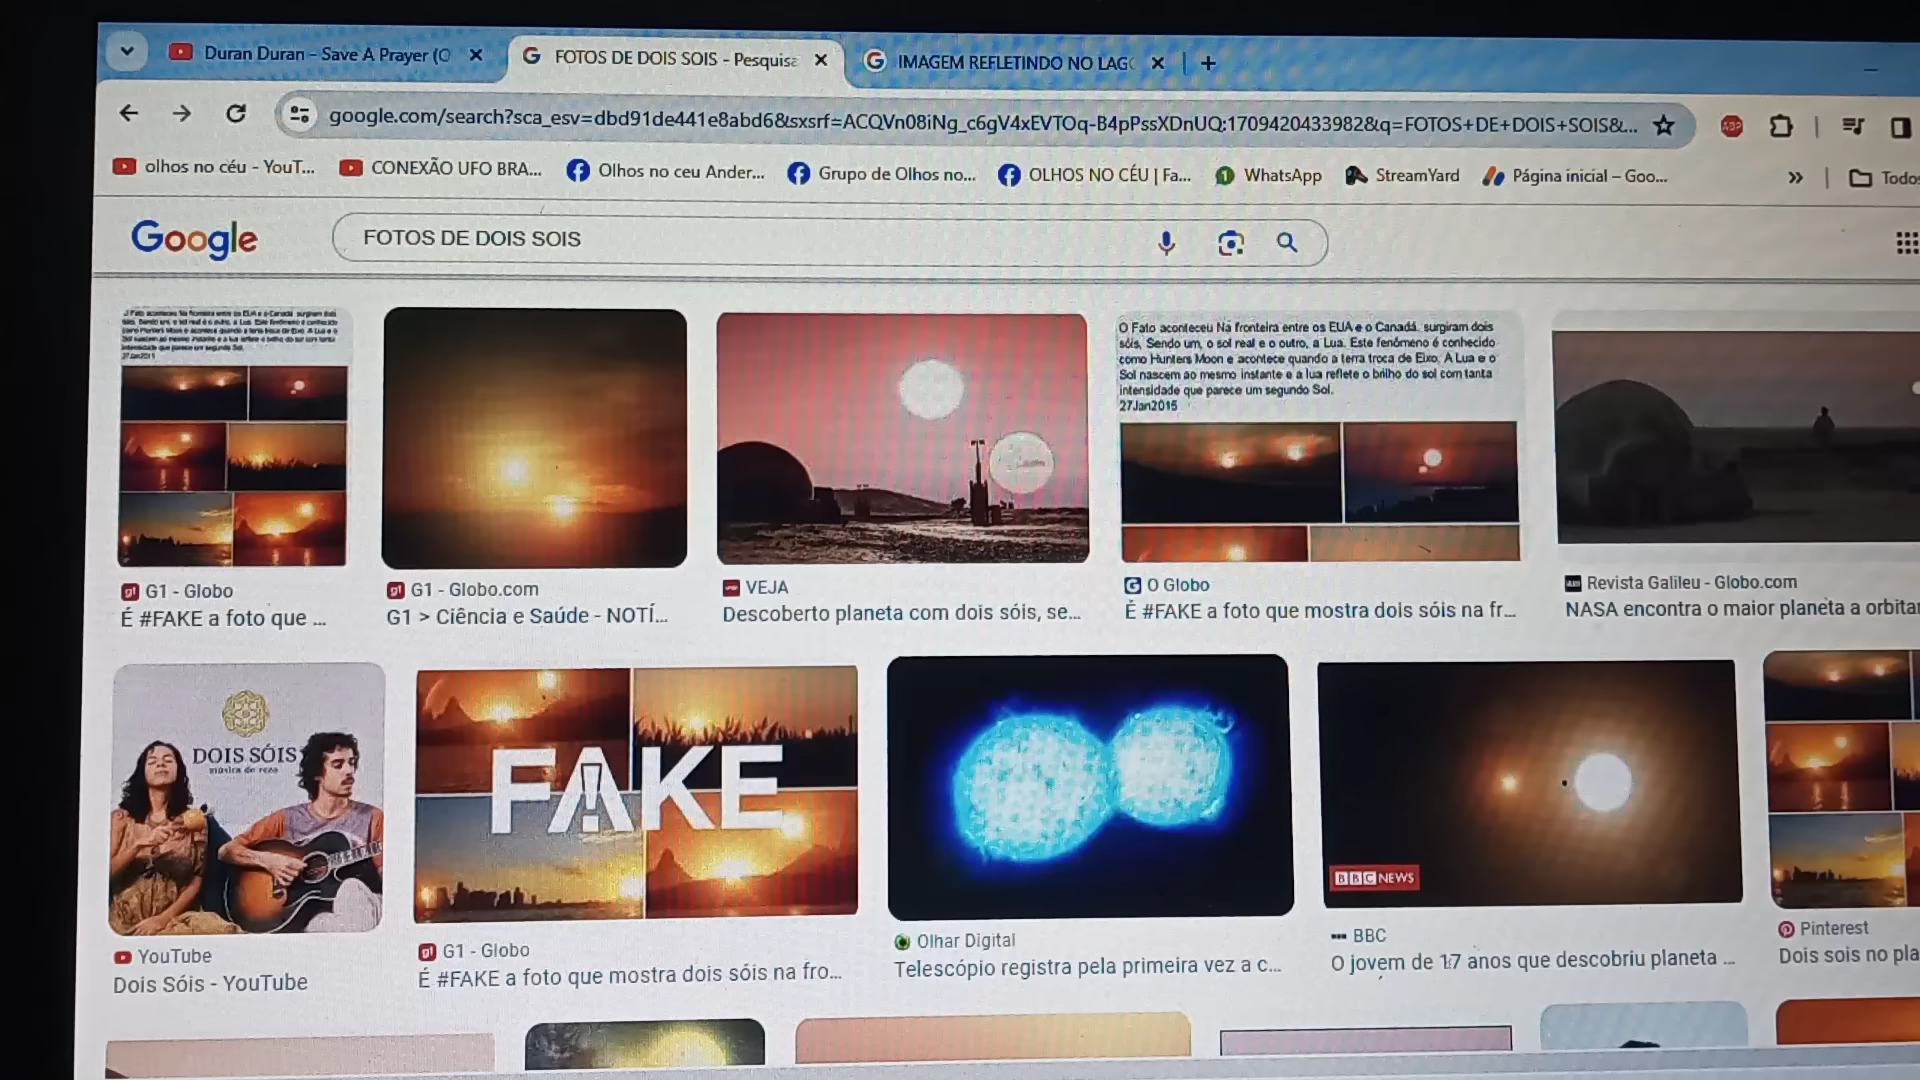 Duran Duran - Save A Prayer (O
FOTOS DE DOIS SOIS - Pesquisa
IMAGEM REFLETINDO NO LAGO
google.com/search?sca_esv=dbd91de441e8abd6&sxsrf=ACQVn08iNg_c6gV4xEVTOq-B4pPssXDnUQ:1709420433982&q=FOTOS+DE+DOIS+SOIS&...
ABP
olhos no céu - YouT...
CONEXÃO UFO BRA...
Olhos no ceu Ander...
Grupo de Olhos no...
OLHOS NO CÉU | Fa...
WhatsApp
StreamYard
Página inicial – Goo...
Todos
Google
FOTOS DE DOIS SOIS
O Fato aconteceu Na fronteira entre os EUA e o Canadá, surgiram dois
sóis, Sendo um, o sol real e o outro, a Lua. Este fenômeno é conhecido
como Hunters Moon e acontece quando a terra troca de Eixo. A Lua e o
Sol nascem ao mesmo instante e a lua reflete o brilho do sol com tanta
intensidade que parece um segundo Sol.
27Jan2015
G1 - Globo
É #FAKE a foto que ...
G1 - Globo.com
G1 > Ciência e Saúde - NOTÍ...
VEJA
Descoberto planeta com dois sóis, se...
O Globo
É #FAKE a foto que mostra dois sóis na fr...
Revista Galileu - Globo.com
NASA encontra o maior planeta a orbitar
DOIS SÓIS
música de rezo
FAKE
BBC NEWS
YouTube
Dois Sóis - YouTube
G1 - Globo
É #FAKE a foto que mostra dois sóis na fro...
Olhar Digital
Telescópio registra pela primeira vez a c...
BBC
O jovem de 17 anos que descobriu planeta ...
Pinterest
Dois sois no pla